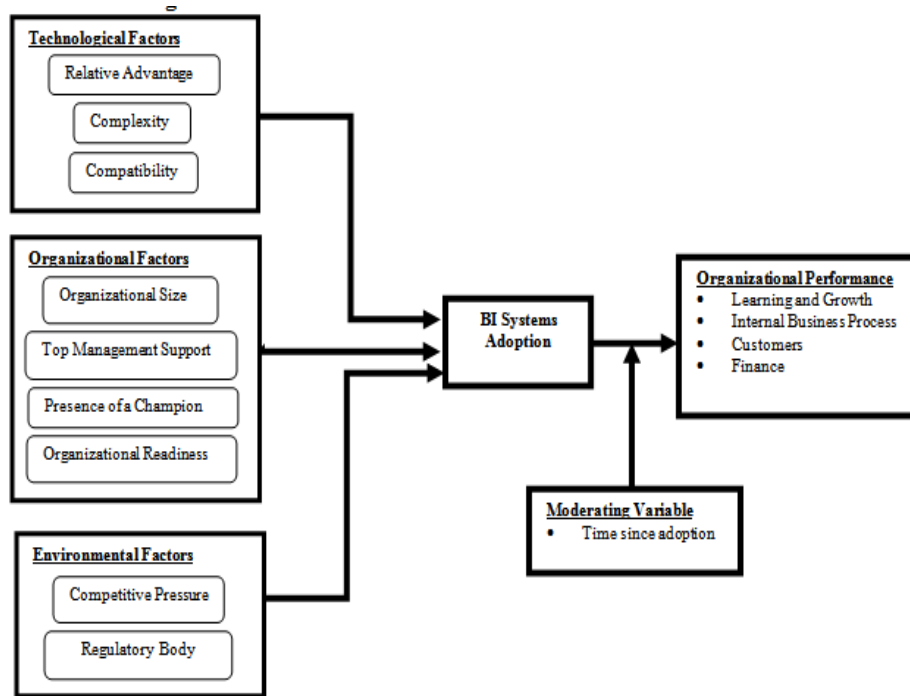 Technological Factors
Relative Advantage
Complexity
Compatibility
Organizational Factors
Organizational Size
Top Management Support
Presence of a Champion
Organizational Readiness
Environmental Factors
Competitive Pressure
Regulatory Body
BI Systems
Adoption
Organizational Performance
• Learning and Growth
• Internal Business Process
• Customers
• Finance
Moderating Variable
• Time since adoption